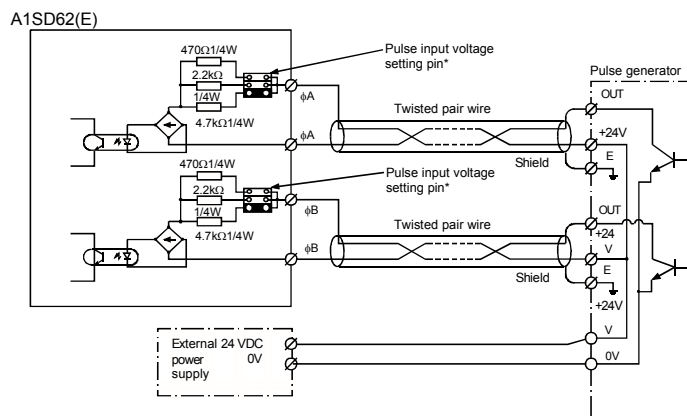 A1SD62(E)
470Ω1/4W
2.2kΩ
1/4W
4.7kΩ1/4W
Pulse input voltage
setting pin*
ϕA
ϕA
Twisted pair wire
Shield
Pulse generator
OUT
+24V
E
470Ω1/4W
2.2kΩ
1/4W
4.7kΩ1/4W
Pulse input voltage
setting pin*
ϕB
ϕB
Twisted pair wire
Shield
OUT
+24
V
E
+24V
V
0V
External 24 VDC
power 0V
supply